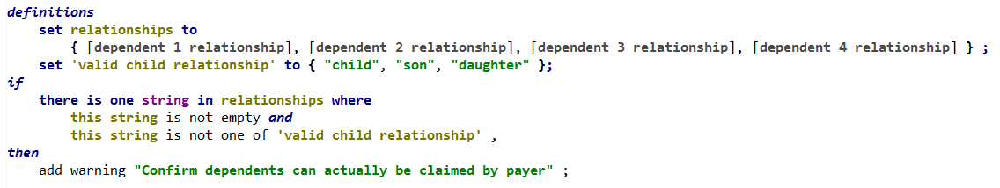 definitions
set relationships to
{ [dependent 1 relationship], [dependent 2 relationship], [dependent 3 relationship], [dependent 4 relationship] } ;
set 'valid child relationship' to { "child", "son", "daughter" };
if
there is one string in relationships where
this string is not empty and
this string is not one of 'valid child relationship' ,
then
add warning "Confirm dependents can actually be claimed by payer" ;